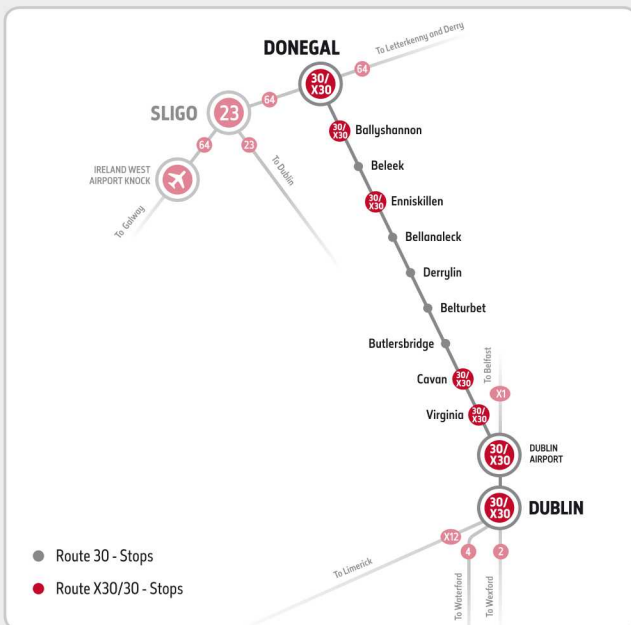 DONEGAL
To Letterkenny and Derry
64
30/
X30
64
SLIGO
23
30/
X30
Ballyshannon
64
23
Beleek
IRELAND WEST
AIRPORT KNOCK
To Dublin
30/
X30
Enniskillen
To Galway
Bellanaleck
Derrylin
Belturbet
Butlersbridge
To Belfast
Cavan
30/
X30
X1
Virginia
30/
X30
30/
X30
DUBLIN
AIRPORT
30/
X30
DUBLIN
X12
4
2
To Limerick
To Waterford
To Wexford
Route 30 - Stops
Route X30/30 - Stops